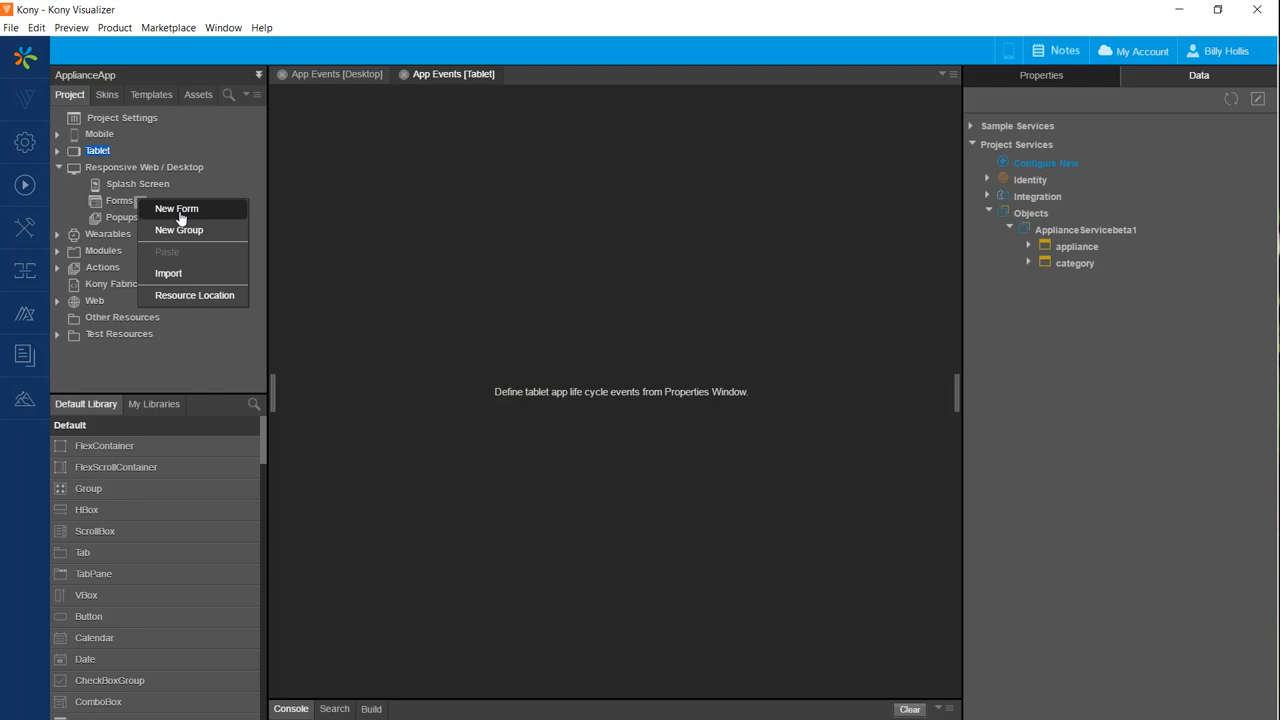 Kony - Kony Visualizer
File Edit Preview Product Marketplace Window Help
Notes My Account Billy Hollis
ApplianceApp
App Events [Desktop] App Events [Tablet]
Properties Data
Project Skins Templates Assets
Project Settings
Mobile
Tablet
Responsive Web / Desktop
Splash Screen
Forms
Popups
Wearables
Modules
Actions
Kony Fabric
Web
Other Resources
Test Resources
New Form
New Group
Paste
Import
Resource Location
Define tablet app life cycle events from Properties Window.
Sample Services
Project Services
Configure New
Identity
Integration
Objects
ApplianceServicebeta1
appliance
category
Default Library My Libraries
Default
FlexContainer
FlexScrollContainer
Group
HBox
ScrollBox
Tab
TabPane
VBox
Button
Calendar
Date
CheckBoxGroup
ComboBox
Console Search Build Clear